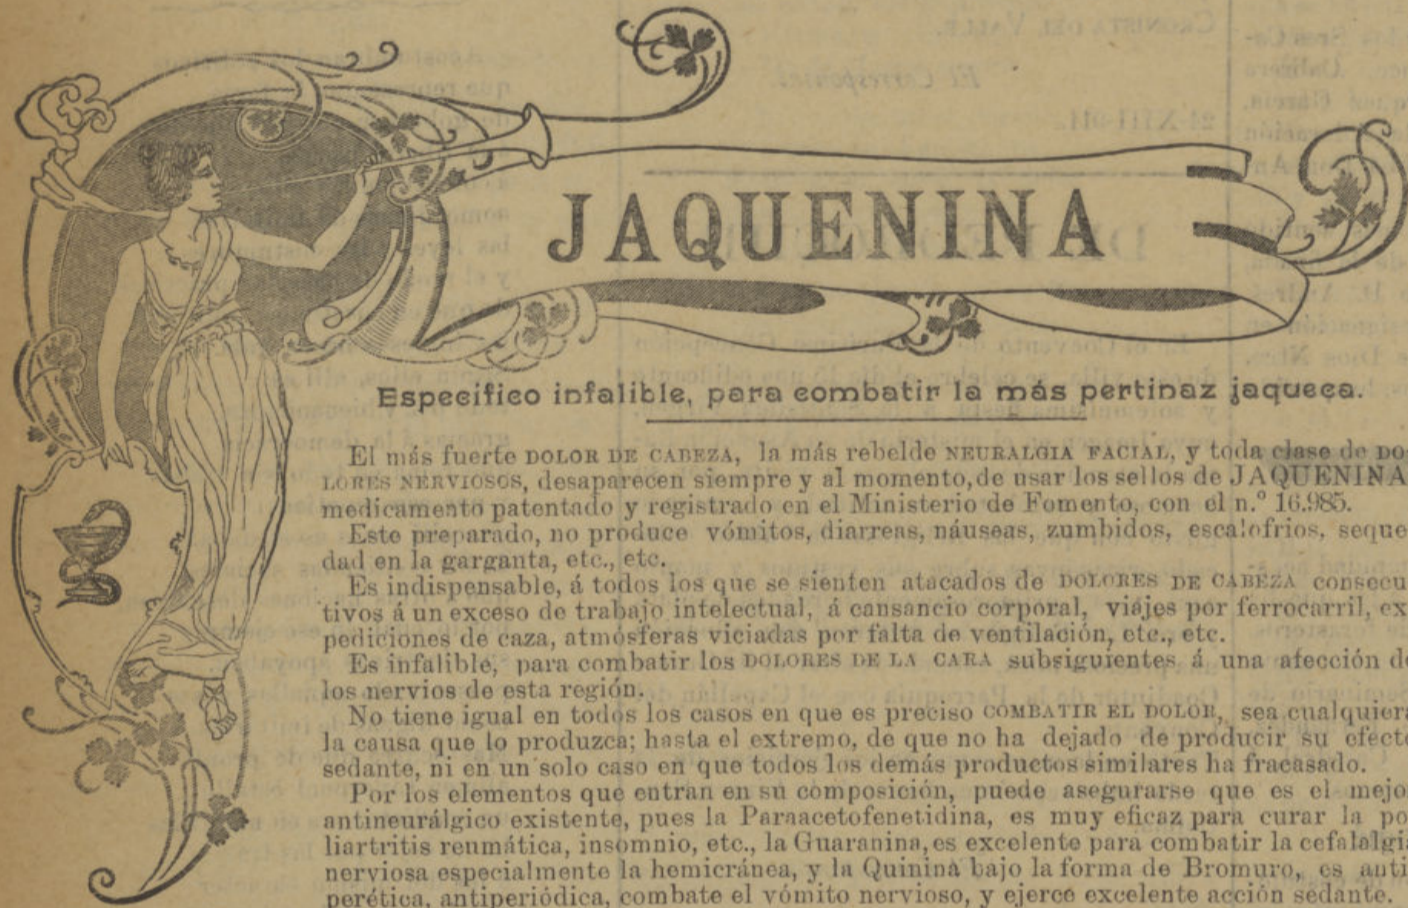 CRONISTA DEL VALLE.
El Corresponsal
JAQUENINA
Específico infalible, para combatir la más pertinaz jaqueca.
El más fuerte DOLOR DE CABEZA, la más rebelde NEURALGIA FACIAL, y toda clase de DO-
LORES NERVIOSOS, desaparecen siempre y al momento, de usar los sellos de JAQUENINA
medicamento patentado y registrado en el Ministerio de Fomento, con el n.º 16.985.
Este preparado, no produce vómitos, diarreas, náuseas, zumbidos, escalofrios, seque-
dad en la garganta, etc., etc.
Es indispensable, á todos los que se sienten atacados de DOLORES DE CABEZA consecu-
tivos á un exceso de trabajo intelectual, á cansancio corporal, viajes por ferrocarril, ex-
pediciones de caza, atmósferas viciadas por falta de ventilación, etc., etc.
Es infalible, para combatir los DOLORES DE LA CARA subsiguientes á una afección de
los nervios de esta región.
No tiene igual en todos los casos en que es preciso COMBATIR EL DOLOR, sea cualquiera
la causa que lo produzca; hasta el extremo, de que no ha dejado de producir su efecto
sedante, ni en un solo caso en que todos los demás productos similares ha fracasado.
Por los elementos que entran en su composición, puede asegurarse que es el mejor
antineurálgico existente, pues la Paraacetofenetidina, es muy eficaz para curar la po-
liartritis reumática, insomnio, etc., la Guaranina, es excelente para combatir la cefalalgia
nerviosa especialmente la hemicránea, y la Quinina bajo la forma de Bromuro, es anti-
perética, antiperiódica, combate el vómito nervioso, y ejerce excelente acción sedante.